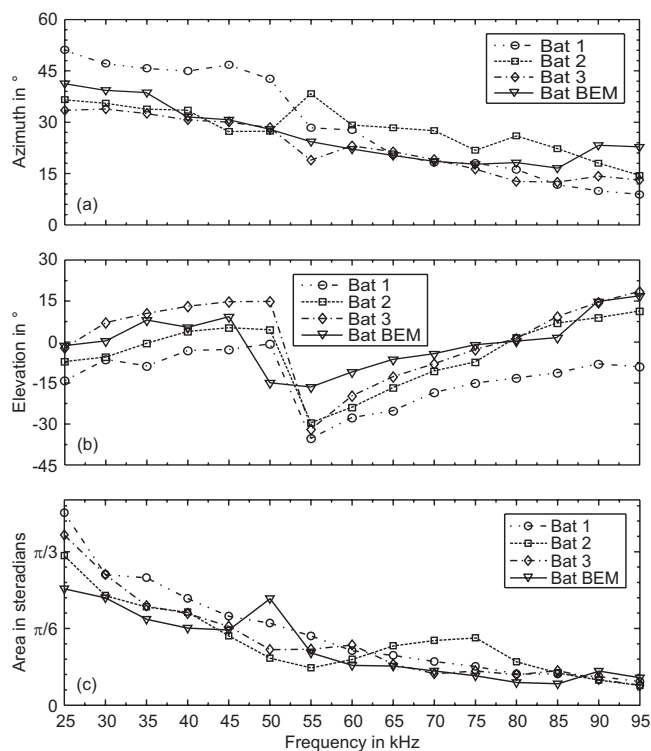 60
45
30
15
0
Azimuth in °
(a)
Bat 1
Bat 2
Bat 3
Bat BEM
30
15
0
-15
-30
-45
Elevation in °
(b)
Bat 1
Bat 2
Bat 3
Bat BEM
π/3
π/6
0
Area in steradians
(c)
Bat 1
Bat 2
Bat 3
Bat BEM
25 30 35 40 45 50 55 60 65 70 75 80 85 90 95
Frequency in kHz